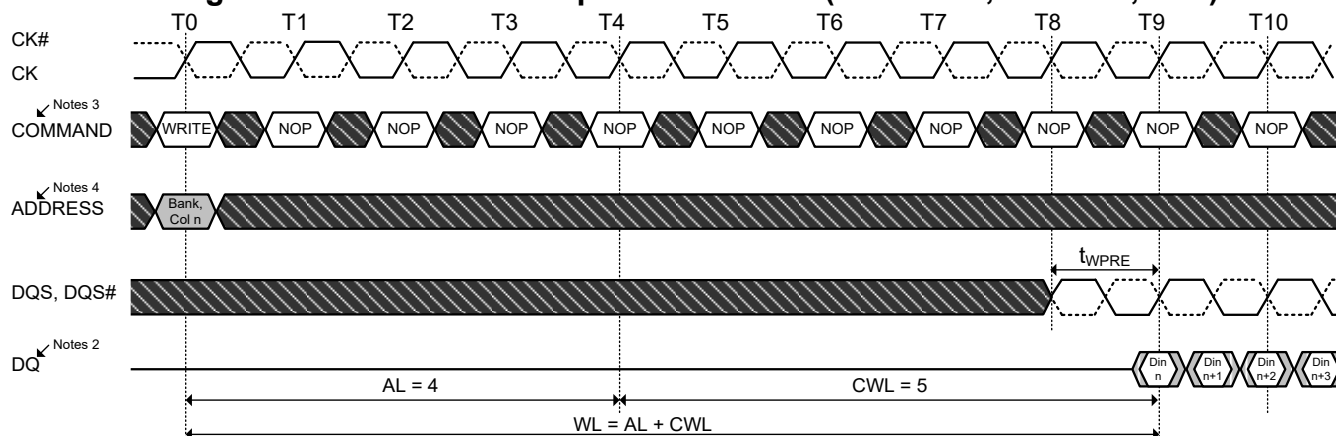 T0 T1 T2 T3 T4 T5 T6 T7 T8 T9 T10
CK#
CK
Notes 3
COMMAND WRITE NOP NOP NOP NOP NOP NOP NOP NOP NOP NOP
Notes 4
ADDRESS
Bank,
Col n
tWPRE
DQS, DQS#
Notes 2
DQ
Din Din Din Din
n n+1 n+2 n+3
AL = 4 CWL = 5
WL = AL + CWL